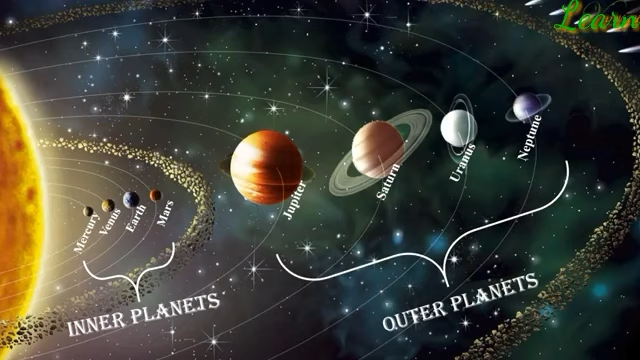 Learn
Mercury
Venus
Earth
Mars
Jupiter
Saturn
Uranus
Neptune
INNER PLANETS
OUTER PLANETS